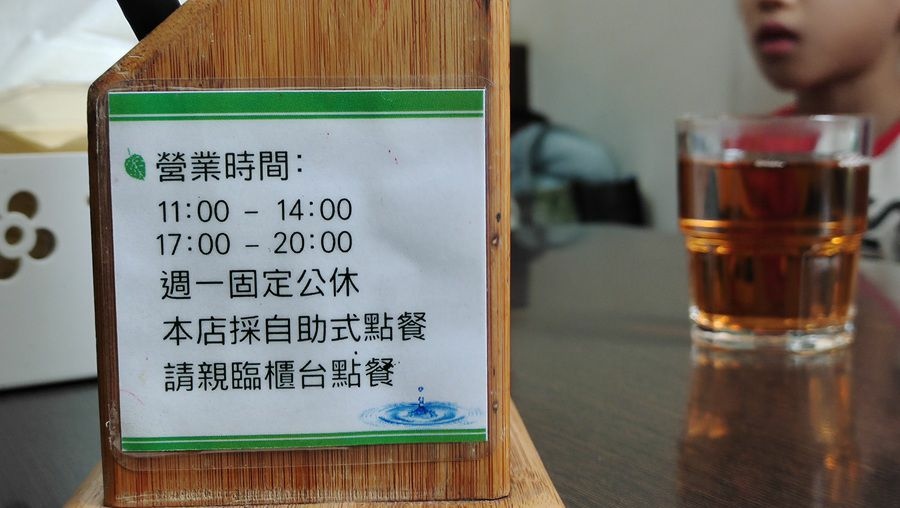 營業時間:
11:00 - 14:00
17:00 - 20:00
週一固定公休
本店採自助式點餐
請親臨櫃台點餐